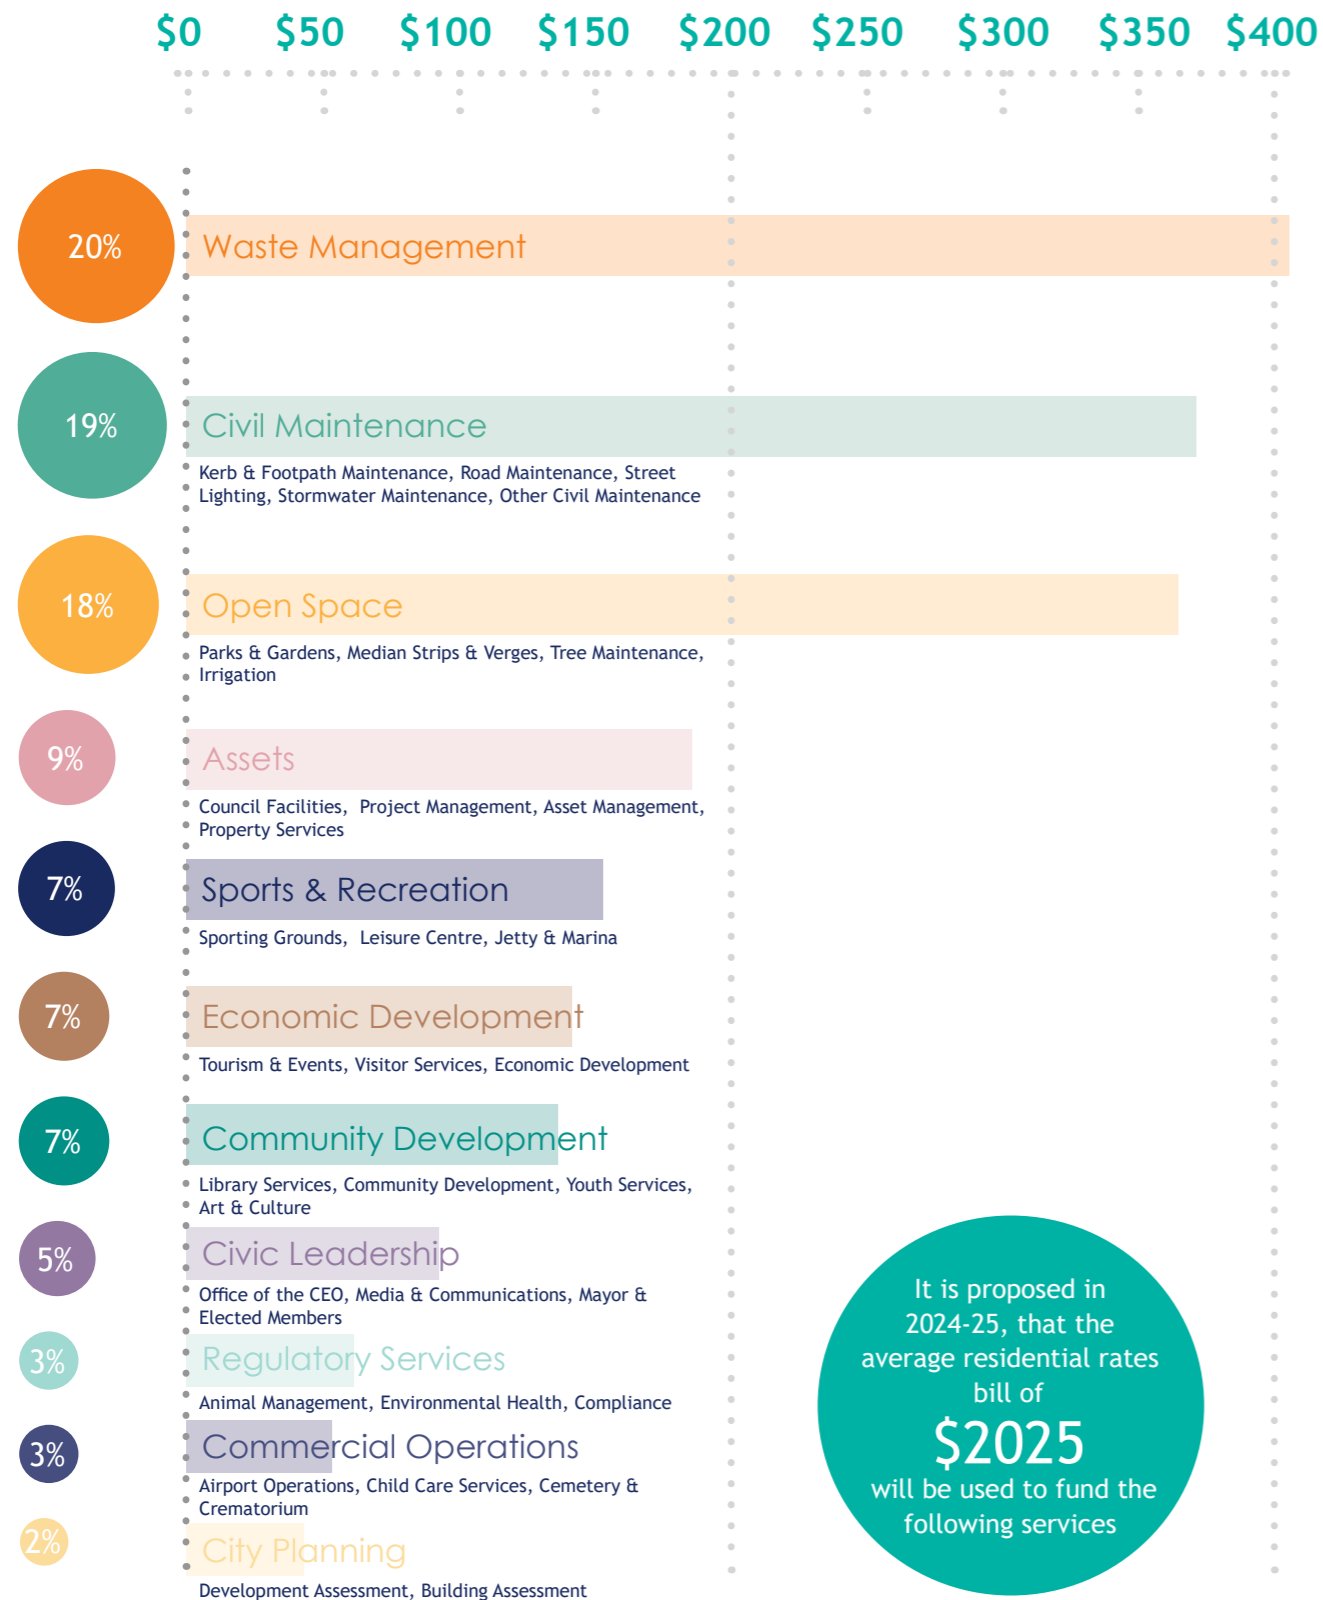 $0 $50 $100 $150 $200 $250 $300 $350 $400
20% Waste Management
19% Civil Maintenance
Kerb & Footpath Maintenance, Road Maintenance, Street
Lighting, Stormwater Maintenance, Other Civil Maintenance
18% Open Space
Parks & Gardens, Median Strips & Verges, Tree Maintenance,
Irrigation
9% Assets
Council Facilities, Project Management, Asset Management,
Property Services
7% Sports & Recreation
Sporting Grounds, Leisure Centre, Jetty & Marina
7% Economic Development
Tourism & Events, Visitor Services, Economic Development
7% Community Development
Library Services, Community Development, Youth Services,
Art & Culture
5% Civic Leadership
Office of the CEO, Media & Communications, Mayor &
Elected Members
3% Regulatory Services
Animal Management, Environmental Health, Compliance
3% Commercial Operations
Airport Operations, Child Care Services, Cemetery &
Crematorium
2% City Planning
Development Assessment, Building Assessment
It is proposed in
2024-25, that the
average residential rates
bill of
$2025
will be used to fund the
following services